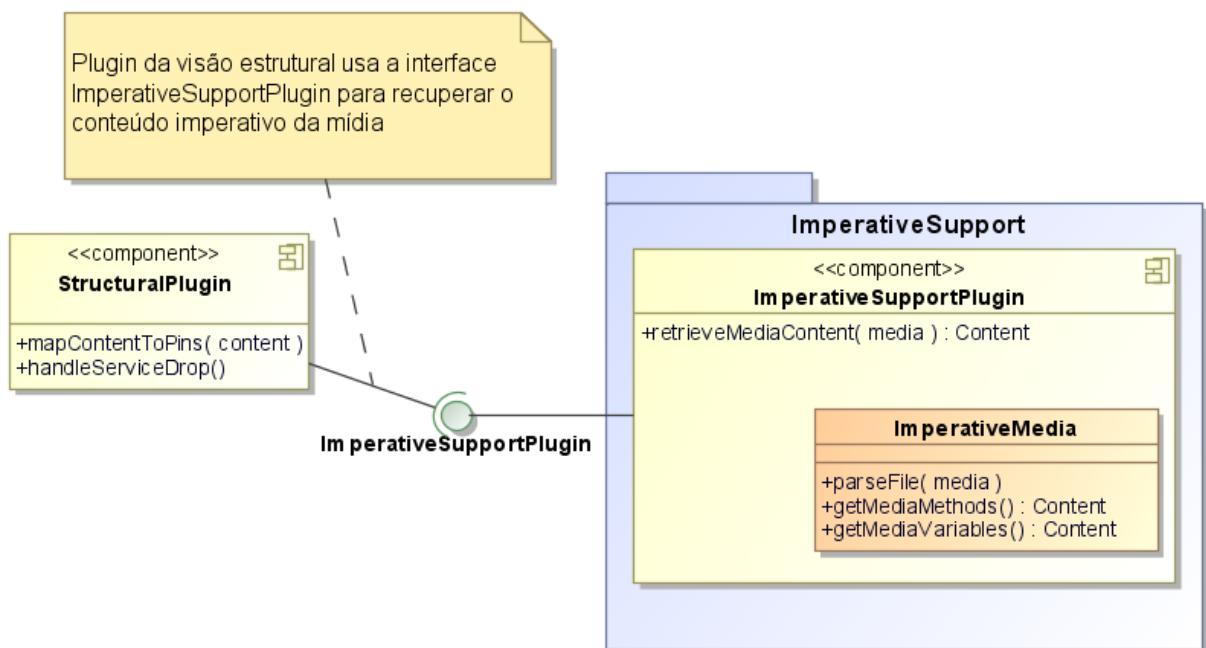 Plugin da visão estrutural usa a interface
ImperativeSupportPlugin para recuperar o
conteúdo imperativo da mídia
<<component>>
StructuralPlugin
+mapContentToPins( content )
+handleServiceDrop()
ImperativeSupportPlugin
ImperativeSupport
<<component>>
ImperativeSupportPlugin
+retrieveMediaContent( media ) : Content
ImperativeMedia
+parseFile( media )
+getMediaMethods() : Content
+getMediaVariables() : Content